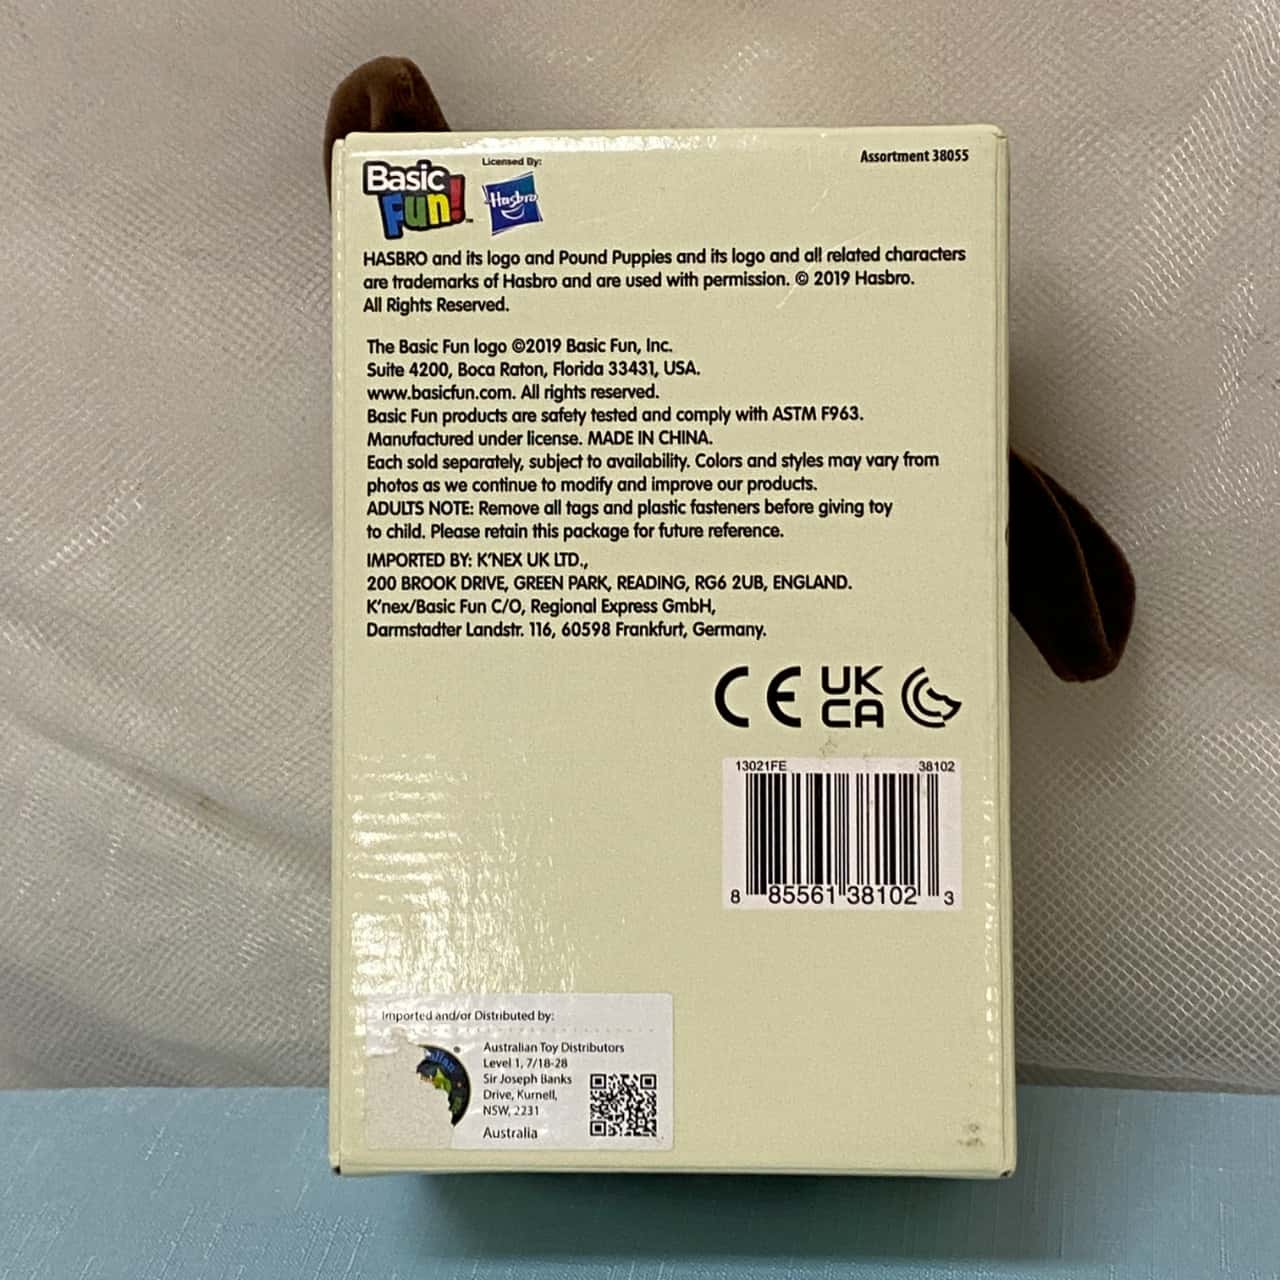 Basic Fun!™
Licensed By:
Hasbro
Assortment 38055
HASBRO and its logo and Pound Puppies and its logo and all related characters
are trademarks of Hasbro and are used with permission. © 2019 Hasbro.
All Rights Reserved.
The Basic Fun logo ©2019 Basic Fun, Inc.
Suite 4200, Boca Raton, Florida 33431, USA.
www.basicfun.com. All rights reserved.
Basic Fun products are safety tested and comply with ASTM F963.
Manufactured under license. MADE IN CHINA.
Each sold separately, subject to availability. Colors and styles may vary from
photos as we continue to modify and improve our products.
ADULTS NOTE: Remove all tags and plastic fasteners before giving toy
to child. Please retain this package for future reference.
IMPORTED BY: K'NEX UK LTD.,
200 BROOK DRIVE, GREEN PARK, READING, RG6 2UB, ENGLAND.
K'nex/Basic Fun C/O, Regional Express GmbH,
Darmstadter Landstr. 116, 60598 Frankfurt, Germany.
CE UK
CA
13021FE 38102
8 85561 38102 3
Imported and/or Distributed by:
Australian Toy Distributors
Level 1, 7/18-28
Sir Joseph Banks
Drive, Kurnell,
NSW, 2231
Australia